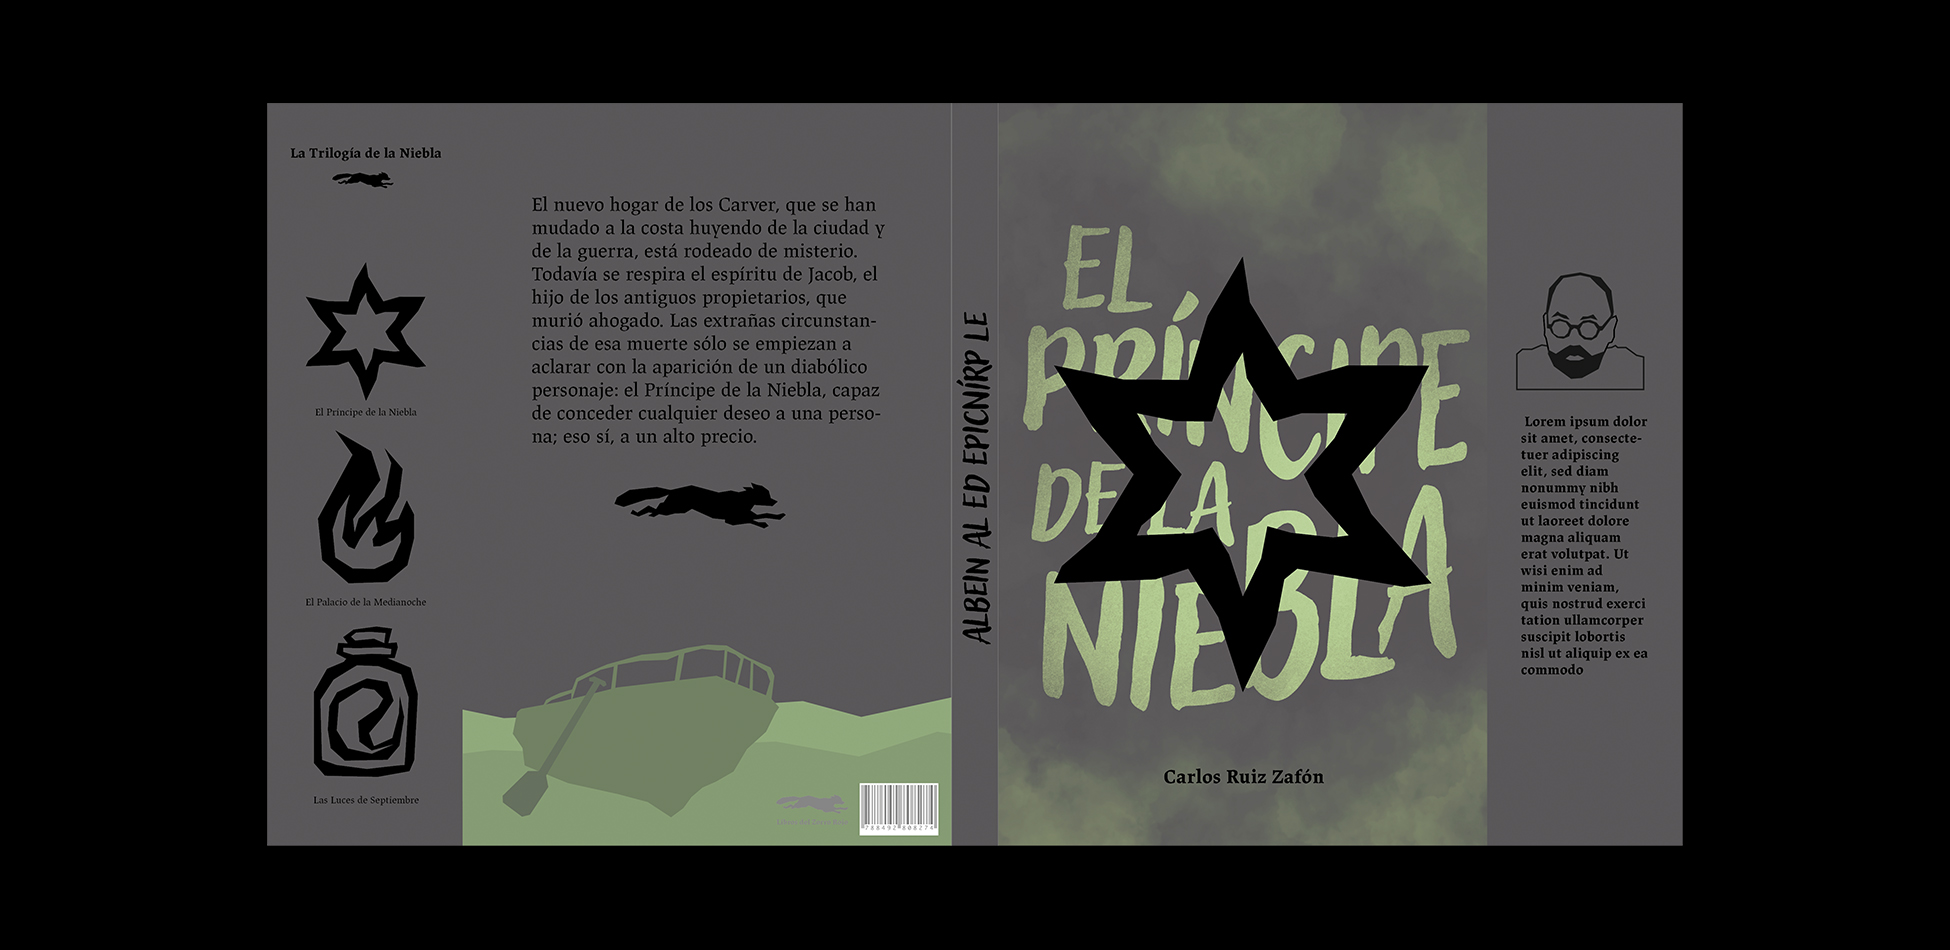 La Trilogía de la Niebla
El Príncipe de la Niebla
El Palacio de la Medianoche
Las Luces de Septiembre
El nuevo hogar de los Carver, que se han
mudado a la costa huyendo de la ciudad y
de la guerra, está rodeado de misterio.
Todavía se respira el espíritu de Jacob, el
hijo de los antiguos propietarios, que
murió ahogado. Las extrañas circunstan-
cias de esa muerte sólo se empiezan a
aclarar con la aparición de un diabólico
personaje: el Príncipe de la Niebla, capaz
de conceder cualquier deseo a una perso-
na; eso sí, a un alto precio.
788492 808274
ALBEIN AL ED EPICNÍRP LE
EL
PRÍNCIPE
DE LA
NIEBLA
Carlos Ruiz Zafón
Lorem ipsum dolor
sit amet, consecte-
tuer adipiscing
elit, sed diam
nonummy nibh
euismod tincidunt
ut laoreet dolore
magna aliquam
erat volutpat. Ut
wisi enim ad
minim veniam,
quis nostrud exerci
tation ullamcorper
suscipit lobortis
nisl ut aliquip ex ea
commodo